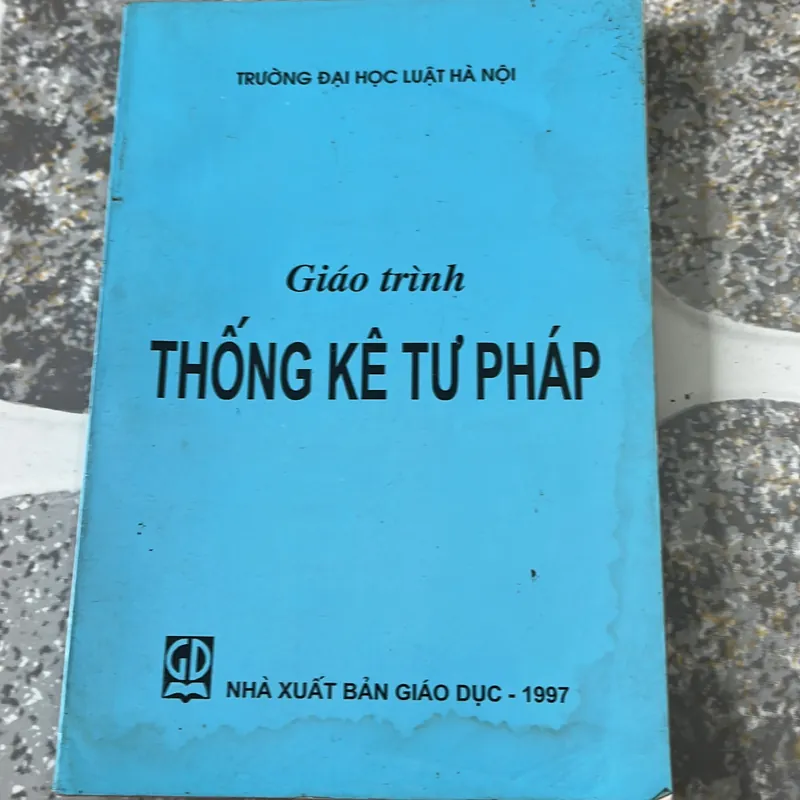 TRƯỜNG ĐẠI HỌC LUẬT HÀ NỘI
Giáo trình
THỐNG KÊ TƯ PHÁP
GD
NHÀ XUẤT BẢN GIÁO DỤC - 1997